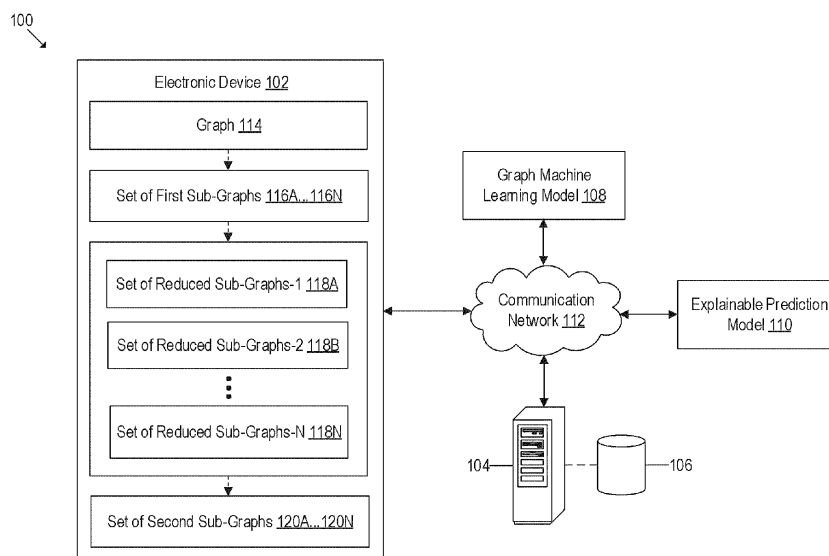 100
Electronic Device 102
Graph 114
Set of First Sub-Graphs 116A...116N
Set of Reduced Sub-Graphs-1 118A
Set of Reduced Sub-Graphs-2 118B
Set of Reduced Sub-Graphs-N 118N
Set of Second Sub-Graphs 120A...120N
Graph Machine
Learning Model 108
Communication
Network 112
Explainable Prediction
Model 110
104
106